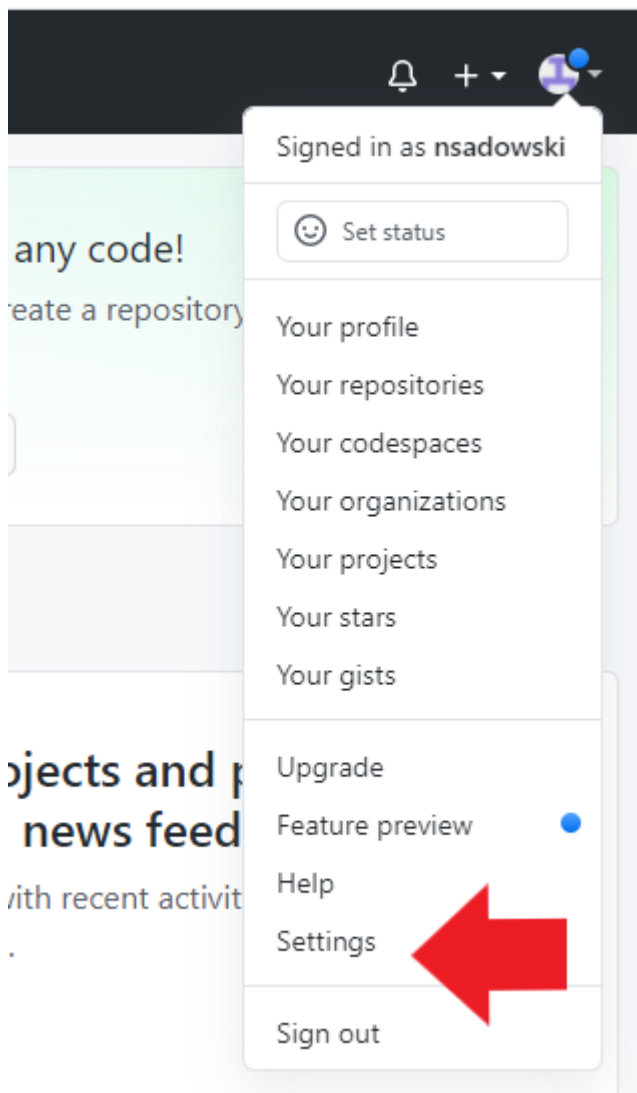 Signed in as nsadowski
Set status
any code!
reate a repository
Your profile
Your repositories
Your codespaces
Your organizations
Your projects
Your stars
Your gists
ojects and p
news feed
with recent activit
.
Upgrade
Feature preview
Help
Settings
Sign out